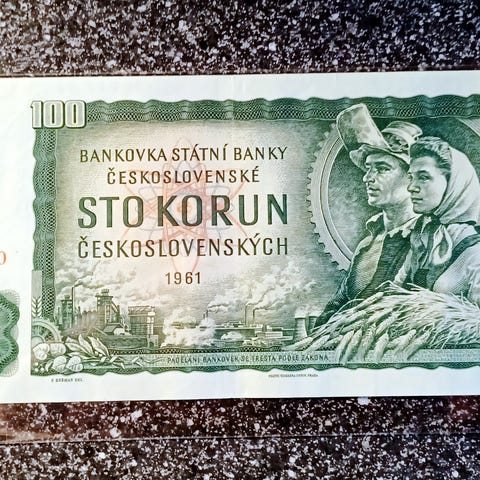 100
BANKOVKA STÁTNÍ BANKY
ČESKOSLOVENSKÉ
STO KORUN
ČESKOSLOVENSKÝCH
1961
PADĚLÁNÍ BANKOVEK SE TRESTÁ PODLE ZÁKONA